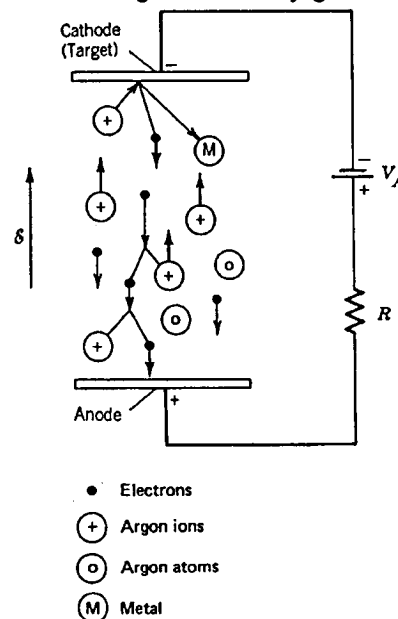 Cathode
(Target)
−
+
M
−
V
+
+
+
ℰ
+
o
R
o
+
Anode
+
Electrons
+ Argon ions
o Argon atoms
M Metal